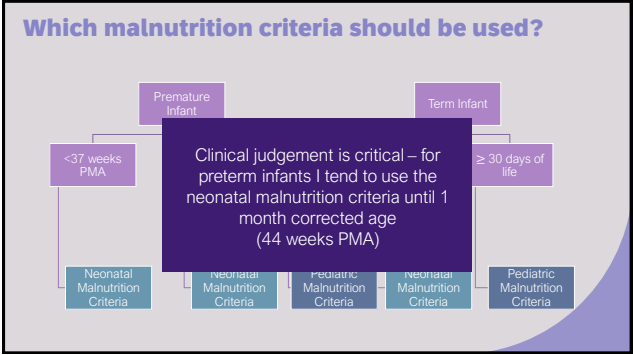 Which malnutrition criteria should be used?
Premature
Infant
Term Infant
<37 weeks
PMA
≥ 30 days of
life
Clinical judgement is critical – for
preterm infants I tend to use the
neonatal malnutrition criteria until 1
month corrected age
(44 weeks PMA)
Neonatal
Malnutrition
Criteria
Neonatal
Malnutrition
Criteria
Pediatric
Malnutrition
Criteria
Neonatal
Malnutrition
Criteria
Pediatric
Malnutrition
Criteria